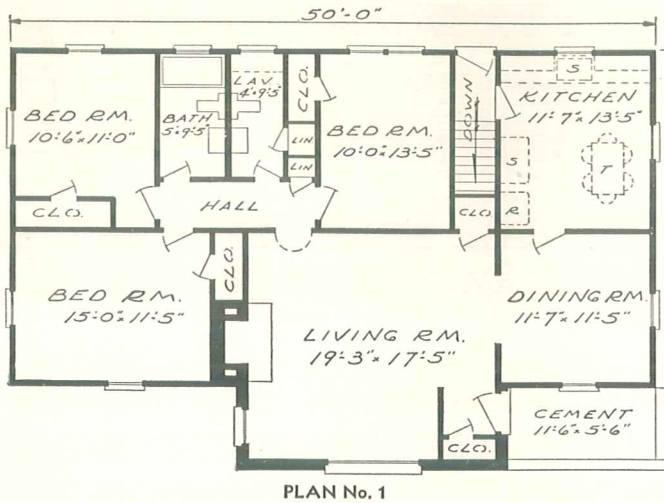 50'-0"
BED RM.
10'-6" x 11'-0"
BATH
5' x 9'-5"
LAV.
4' x 9'-5"
CLO.
LIN
LIN
BED RM.
10'-0" x 13'-5"
DOWN
S
KITCHEN
11'-7" x 13'-5"
S
T
R
CLO.
CLO.
HALL
CLO.
BED RM.
15'-0" x 11'-5"
LIVING RM.
19'-3" x 17'-5"
DINING RM.
11'-7" x 11'-5"
CEMENT
11'-6" x 5'-6"
CLO.
PLAN No. 1